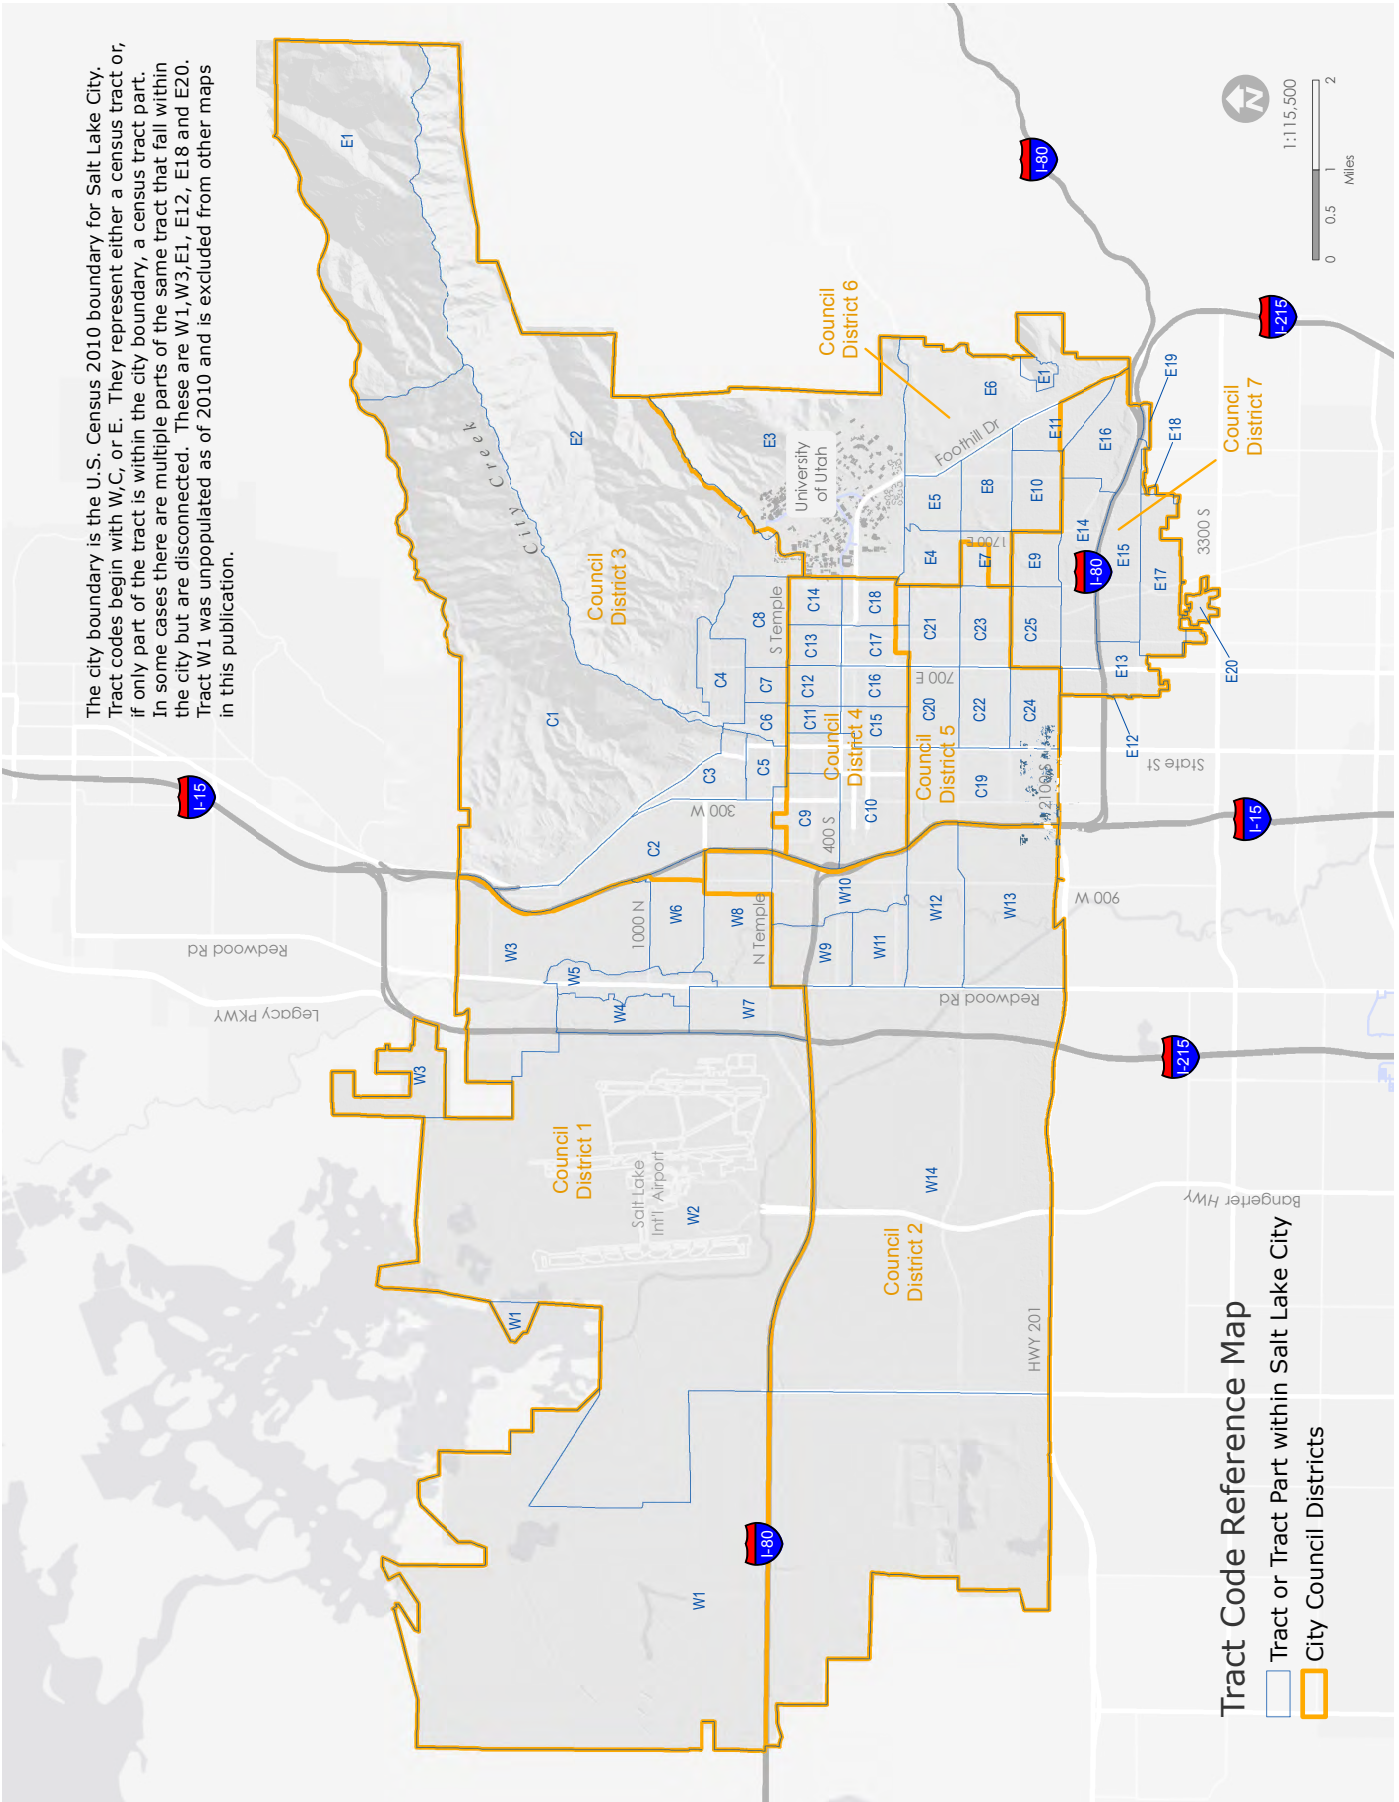 The city boundary is the U.S. Census 2010 boundary for Salt Lake City.
Tract codes begin with W,C, or E. They represent either a census tract or,
if only part of the tract is within the city boundary, a census tract part.
In some cases there are multiple parts of the same tract that fall within
the city but are disconnected. These are W1,W3,E1, E12, E18 and E20.
Tract W1 was unpopulated as of 2010 and is excluded from other maps
in this publication.
I-15
Redwood Rd
Legacy PKWY
E1
City Creek
E2
C1
Council
District 3
E3
University
of Utah
Council
District 6
E6
E1
Foothill Dr
E11
E5
E8
E10
E16
E4
1700 E
E7
E9
E14
E15
E17
I-80
I-80
I-215
E19
E18
Council
District 7
3300 S
E20
E13
E12
State St
C8
S Temple
C14
C18
C13
C17
C4
C7
C12
C16
700 E
C21
C23
C25
C6
C11
C15
C20
C22
C24
Council
District 4
Council
District 5
C3
C5
300 W
C2
C9
C10
400 S
C19
2100 S
I-15
900 W
W3
W5
W4
1000 N
W6
W8
W7
N Temple
W10
W9
W11
W12
W13
Redwood Rd
I-215
W3
Council
District 1
Salt Lake
Int'l Airport
W2
W1
W14
Council
District 2
Bangerter HWY
HWY 201
I-80
W1
N
1:115,500
0
0.5
1
2
Miles
Tract Code Reference Map
Tract or Tract Part within Salt Lake City
City Council Districts